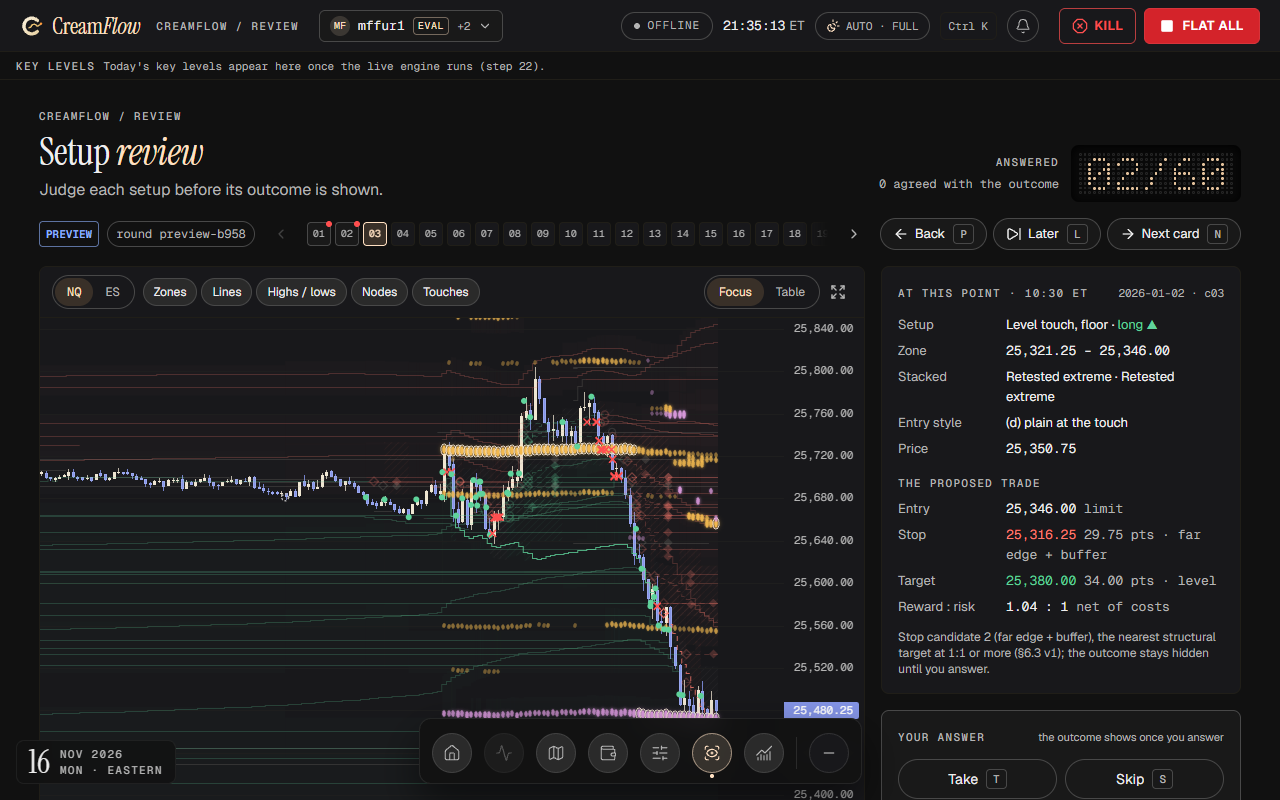 CreamFlow CREAMFLOW / REVIEW MF mffur1 EVAL +2 OFFLINE 21:35:13 ET AUTO · FULL Ctrl K KILL FLAT ALL
KEY LEVELS Today's key levels appear here once the live engine runs (step 22).
CREAMFLOW / REVIEW
Setup review
Judge each setup before its outcome is shown.
ANSWERED
0 agreed with the outcome
02/60
PREVIEW round preview-b958 01 02 03 04 05 06 07 08 09 10 11 12 13 14 15 16 17 18
Back P Later L Next card N
NQ ES Zones Lines Highs / lows Nodes Touches Focus Table
25,840.00
25,800.00
25,760.00
25,720.00
25,680.00
25,640.00
25,600.00
25,560.00
25,520.00
25,480.25
25,400.00
AT THIS POINT · 10:30 ET 2026-01-02 · c03
Setup Level touch, floor · long ▲
Zone 25,321.25 – 25,346.00
Stacked Retested extreme · Retested
extreme
Entry style (d) plain at the touch
Price 25,350.75
THE PROPOSED TRADE
Entry 25,346.00 limit
Stop 25,316.25 29.75 pts · far
edge + buffer
Target 25,380.00 34.00 pts · level
Reward : risk 1.04 : 1 net of costs
Stop candidate 2 (far edge + buffer), the nearest structural
target at 1:1 or more (§6.3 v1); the outcome stays hidden
until you answer.
YOUR ANSWER the outcome shows once you answer
Take T Skip S
16 NOV 2026
MON · EASTERN